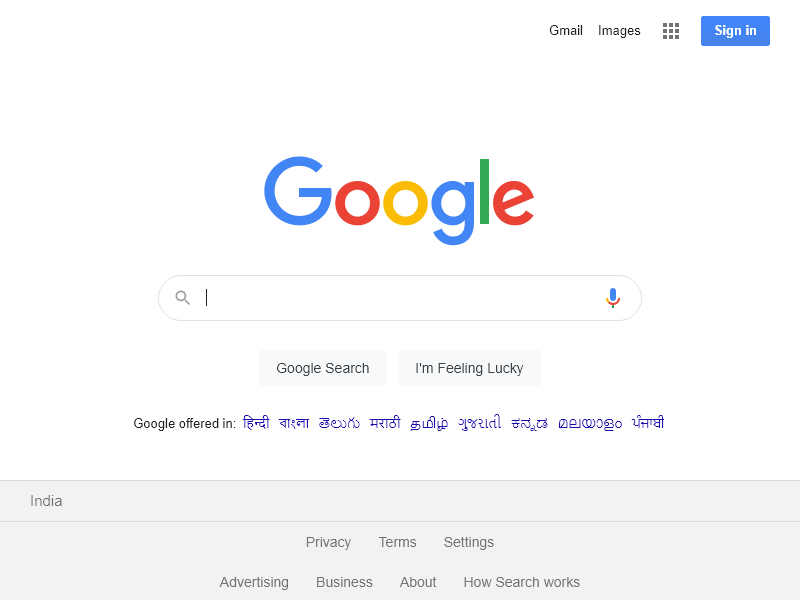 Gmail Images Sign in
Google
Google Search I'm Feeling Lucky
Google offered in: हिन्दी বাংলা తెలుగు मराठी தமிழ் ગુજરાતી ಕನ್ನಡ മലയാളം ਪੰਜਾਬੀ
India
Privacy Terms Settings
Advertising Business About How Search works